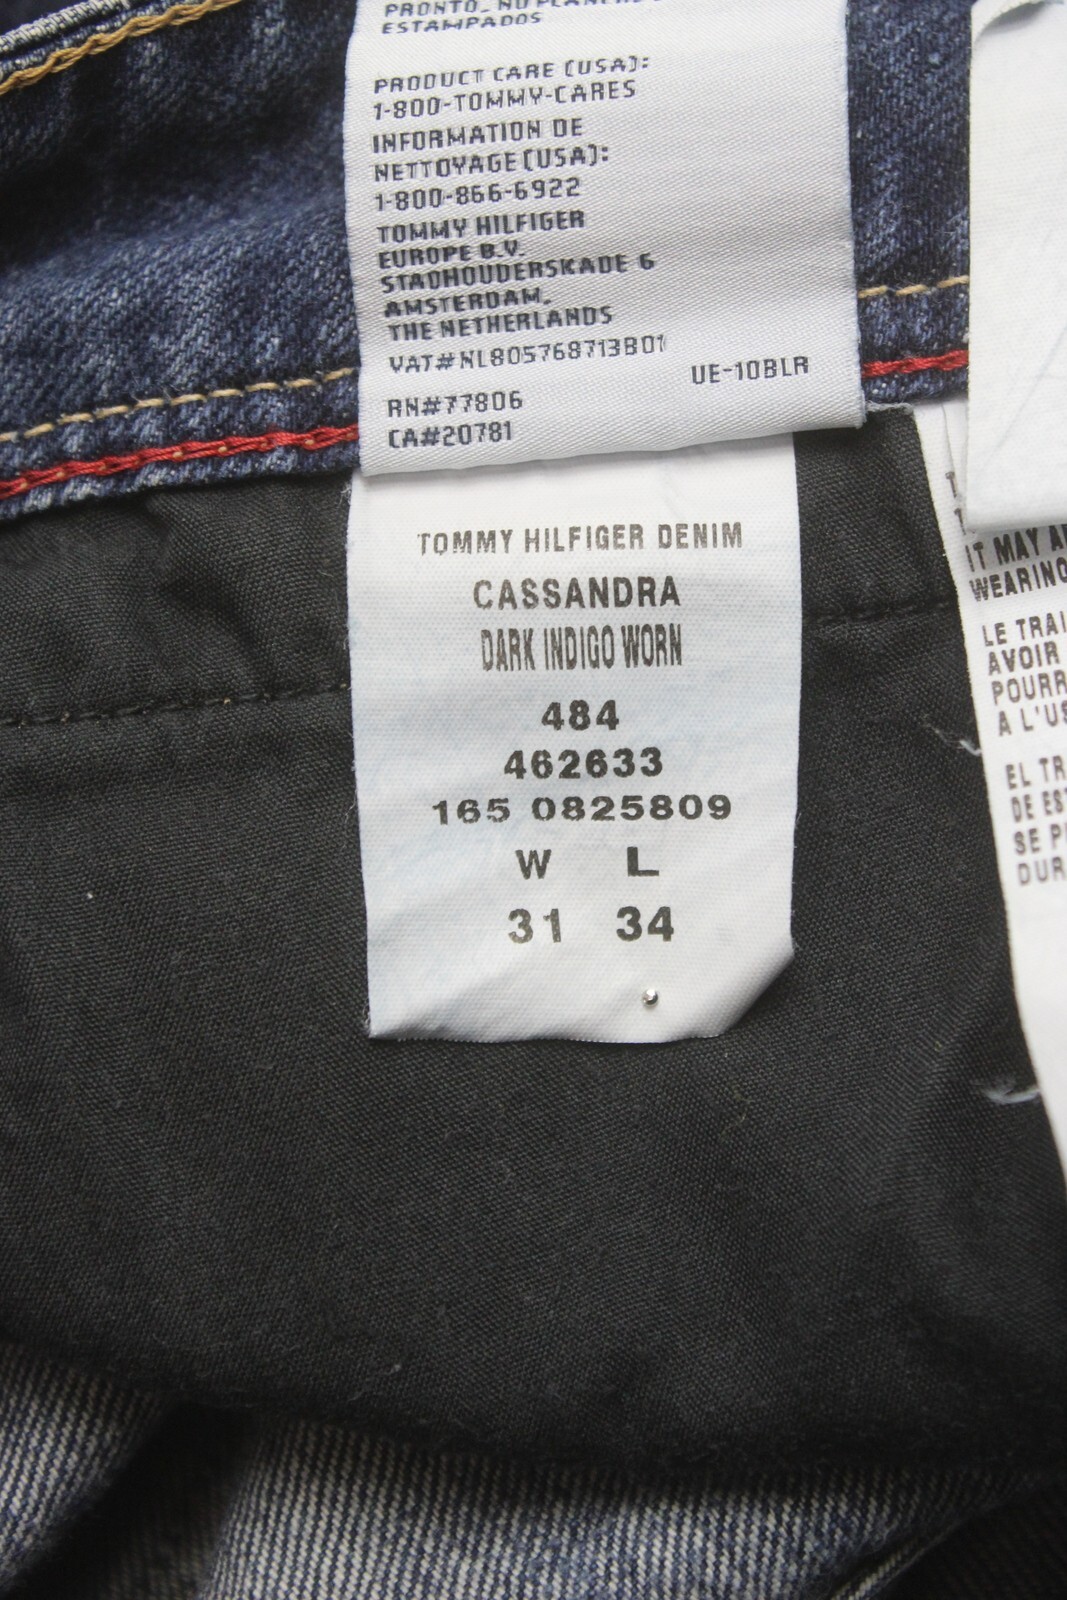 PRONTO, NO
ESTAMPADOS
PRODUCT CARE (USA):
1-800-TOMMY-CARES
INFORMATION DE
NETTOYAGE (USA):
1-800-866-6922
TOMMY HILFIGER
EUROPE B.V.
STADHOUDERSKADE 6
AMSTERDAM,
THE NETHERLANDS
VAT#NL805768713B01
UE-10BLR
RN#77806
CA#20781
TOMMY HILFIGER DENIM
CASSANDRA
DARK INDIGO WORN
484
462633
165 0825809
W L
31 34
IT MAY
WEARING
LE TRAI
AVOIR
POURR
A L'US
EL TR
DE EST
SE P
DUR